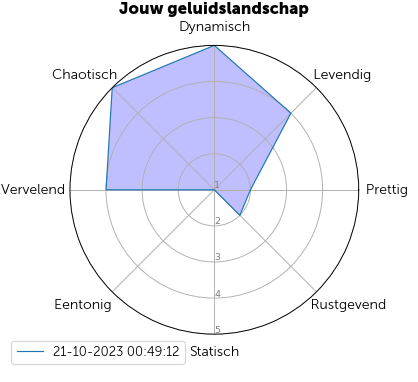 Jouw geluidslandschap
Dynamisch
Chaotisch
Levendig
Vervelend
1
Prettig
2
3
4
Eentonig
Rustgevend
5
21-10-2023 00:49:12
Statisch